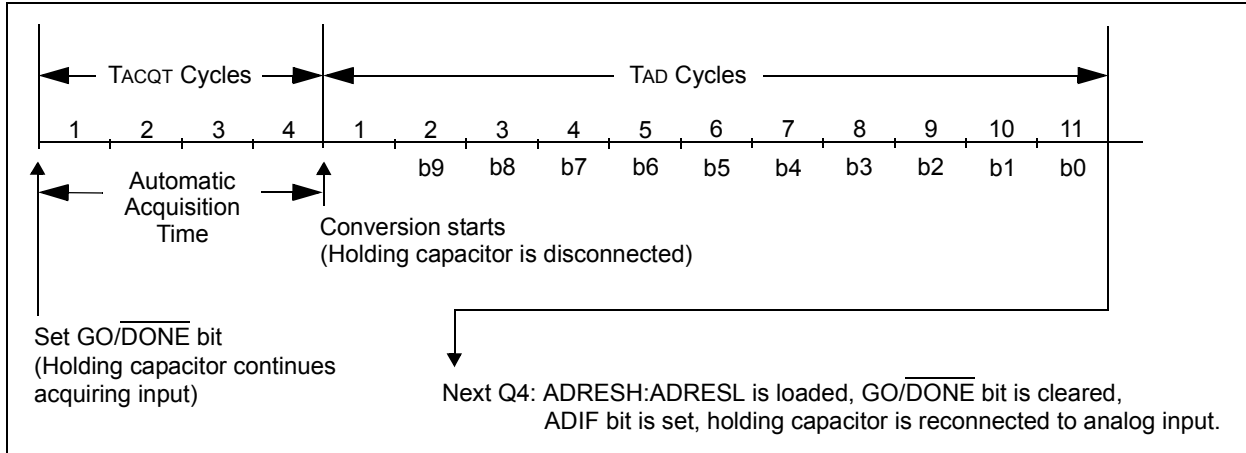 TACQT Cycles
TAD Cycles
1 2 3 4 1 2 3 4 5 6 7 8 9 10 11
b9 b8 b7 b6 b5 b4 b3 b2 b1 b0
Automatic
Acquisition
Time
Conversion starts
(Holding capacitor is disconnected)
Set GO/DONE bit
(Holding capacitor continues
acquiring input)
Next Q4: ADRESH:ADRESL is loaded, GO/DONE bit is cleared,
ADIF bit is set, holding capacitor is reconnected to analog input.